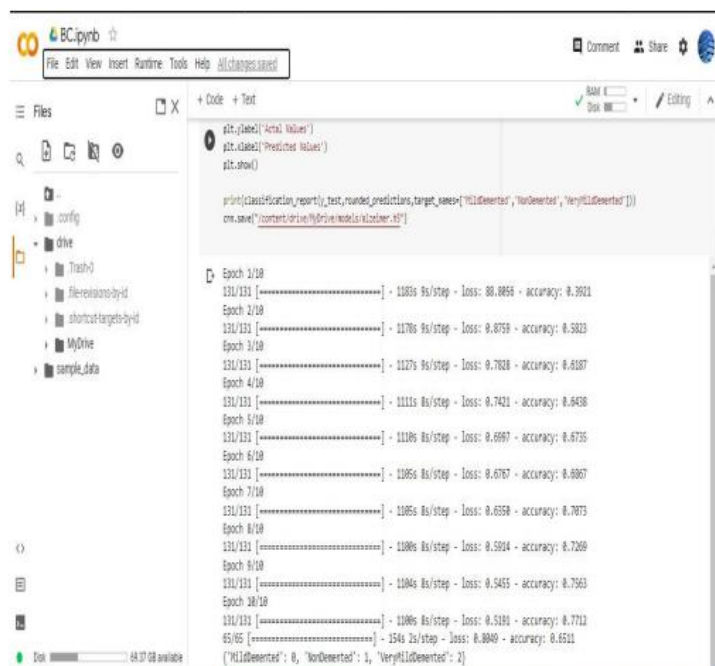 BC.ipynb
File Edit View Insert Runtime Tools Help All changes saved
Comment Share
Files
+ Code + Text
RAM
Disk
Editing
..
.config
drive
.Trash-0
.file-revisions-by-id
.shortcut-targets-by-id
MyDrive
sample_data
plt.ylabel('Actal Values')
plt.xlabel('Predicted Values')
plt.show()
print(classification_report(y_test,rounded_predictions,target_names=['MildDemented','NonDemented','VeryMildDemented']))
cnn.save("/content/drive/MyDrive/models/alzeimer.h5")
Epoch 1/10
131/131 [==============================] - 1183s 9s/step - loss: 88.8056 - accuracy: 0.3921
Epoch 2/10
131/131 [==============================] - 1178s 9s/step - loss: 0.8759 - accuracy: 0.5823
Epoch 3/10
131/131 [==============================] - 1127s 9s/step - loss: 0.7828 - accuracy: 0.6187
Epoch 4/10
131/131 [==============================] - 1111s 8s/step - loss: 0.7421 - accuracy: 0.6438
Epoch 5/10
131/131 [==============================] - 1110s 8s/step - loss: 0.6997 - accuracy: 0.6735
Epoch 6/10
131/131 [==============================] - 1105s 8s/step - loss: 0.6767 - accuracy: 0.6867
Epoch 7/10
131/131 [==============================] - 1105s 8s/step - loss: 0.6350 - accuracy: 0.7073
Epoch 8/10
131/131 [==============================] - 1100s 8s/step - loss: 0.5914 - accuracy: 0.7269
Epoch 9/10
131/131 [==============================] - 1104s 8s/step - loss: 0.5455 - accuracy: 0.7563
Epoch 10/10
131/131 [==============================] - 1100s 8s/step - loss: 0.5191 - accuracy: 0.7712
65/65 [==============================] - 154s 2s/step - loss: 0.8049 - accuracy: 0.6511
{'MildDemented': 0, 'NonDemented': 1, 'VeryMildDemented': 2}
Disk 69.37 GB available